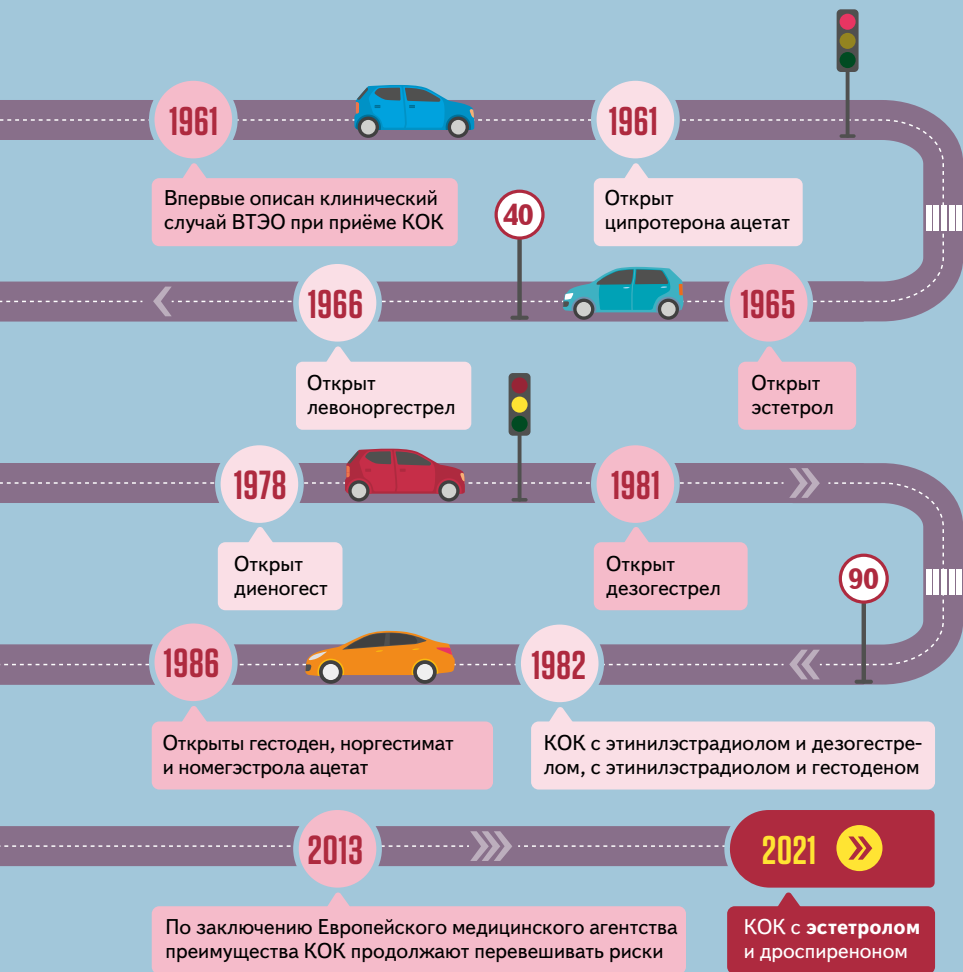 1961
Впервые описан клинический
случай ВТЭО при приёме КОК
1961
Открыт
ципротерона ацетат
40
1965
Открыт
эстетрол
1966
Открыт
левоноргестрел
1978
Открыт
диеногест
1981
Открыт
дезогестрел
90
1982
КОК с этинилэстрадиолом и дезогестре-
лом, с этинилэстрадиолом и гестоденом
1986
Открыты гестоден, норгестимат
и номегэстрола ацетат
2013
По заключению Европейского медицинского агентства
преимущества КОК продолжают перевешивать риски
2021
КОК с эстетролом
и дроспиреноном